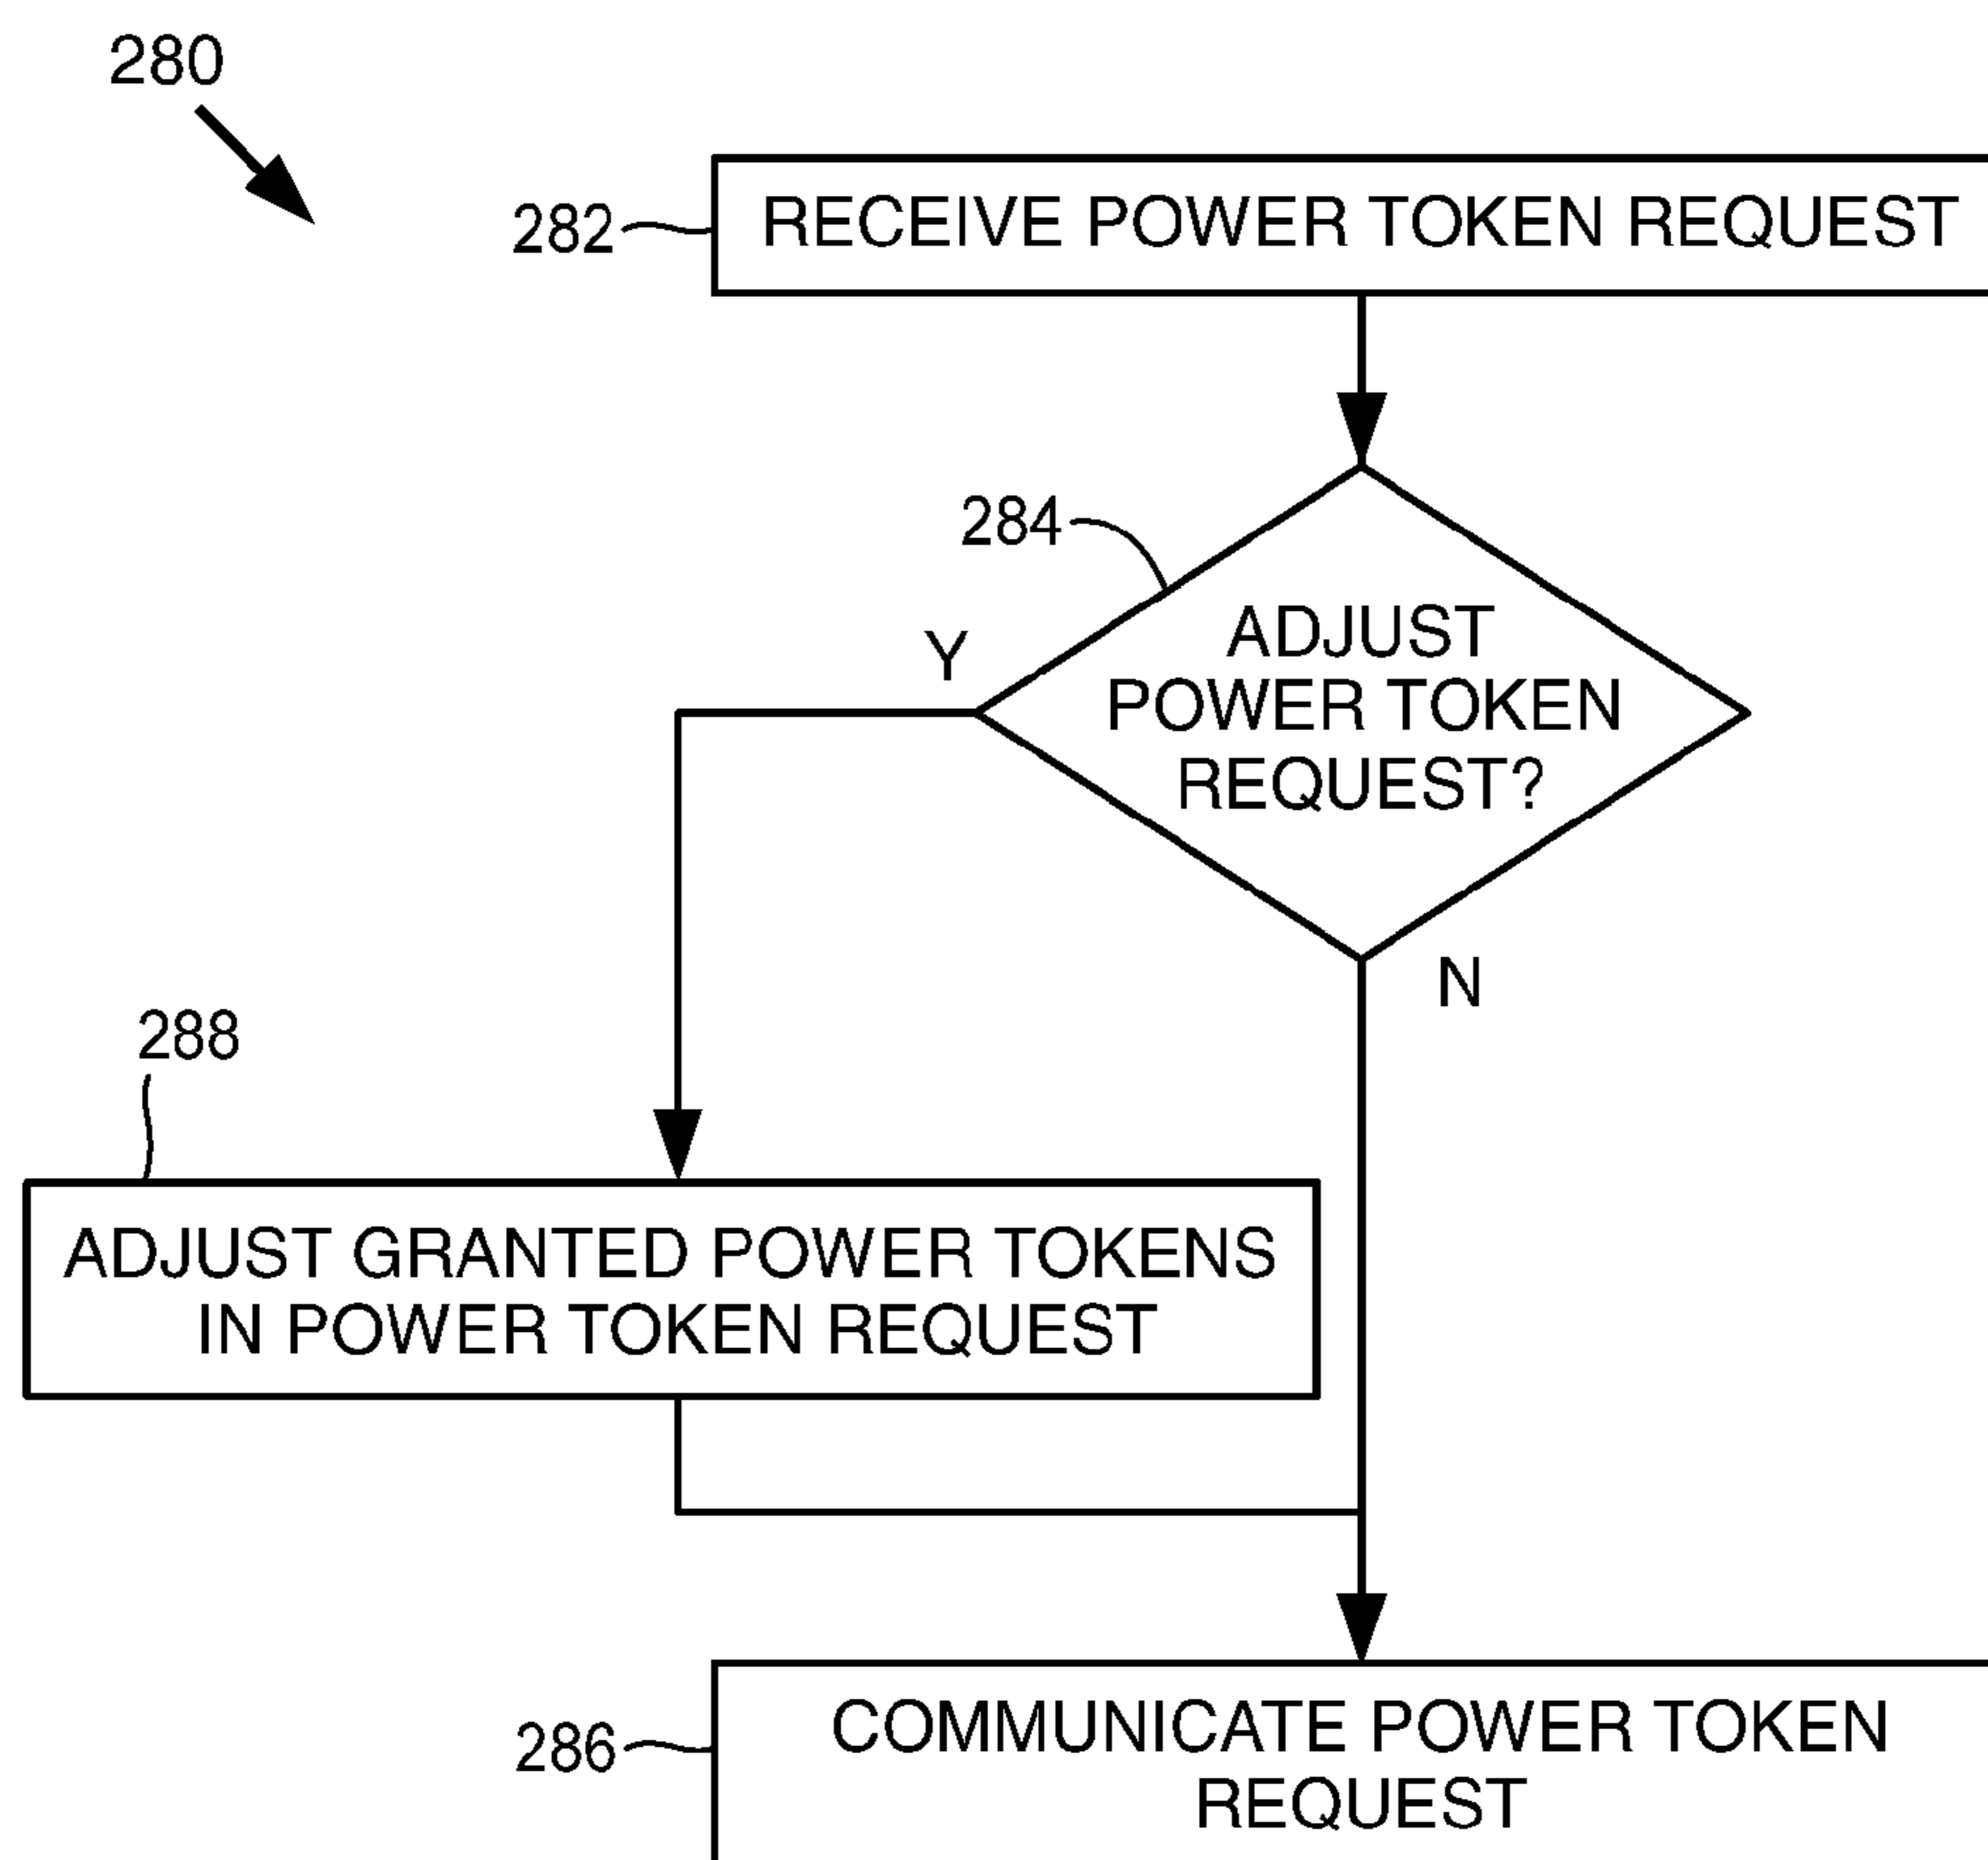 280
282
RECEIVE POWER TOKEN REQUEST
284
ADJUST
POWER TOKEN
REQUEST?
Y
N
288
ADJUST GRANTED POWER TOKENS
IN POWER TOKEN REQUEST
286
COMMUNICATE POWER TOKEN
REQUEST